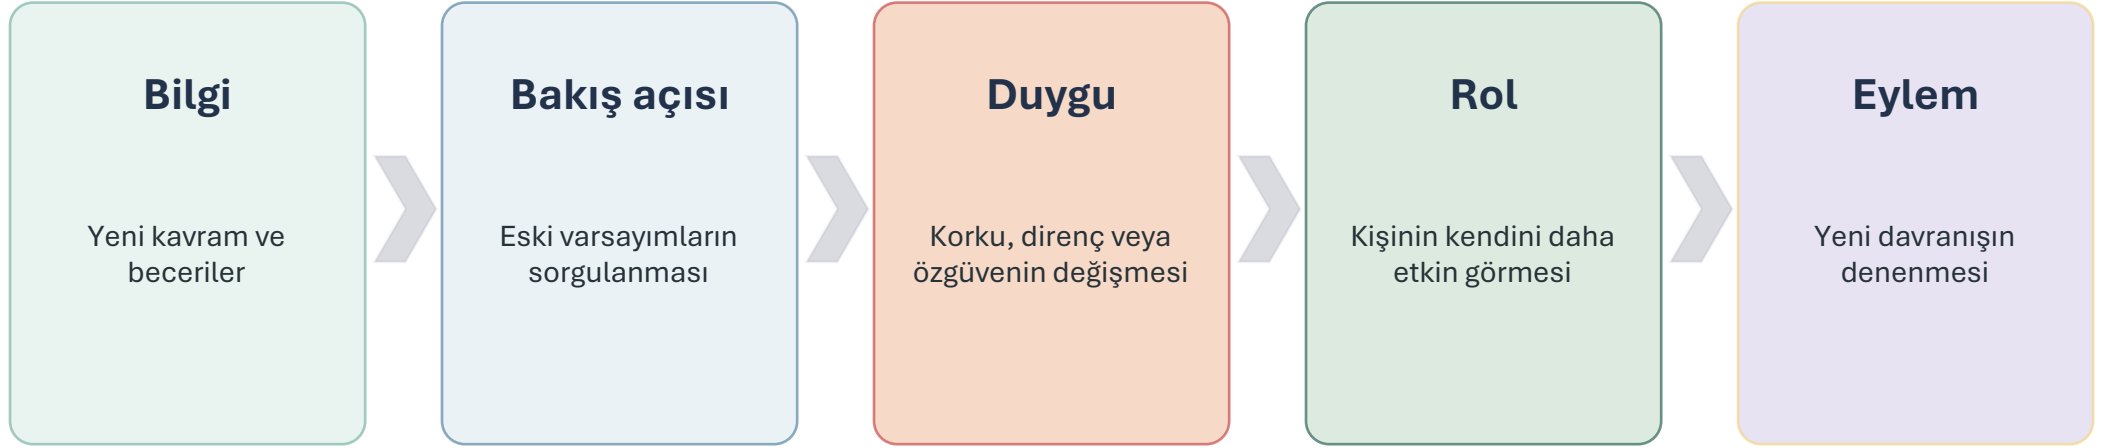 Bilgi
Yeni kavram ve
beceriler
Bakış açısı
Eski varsayımların
sorgulanması
Duygu
Korku, direnç veya
özgüvenin değişmesi
Rol
Kişinin kendini daha
etkin görmesi
Eylem
Yeni davranışın
denenmesi